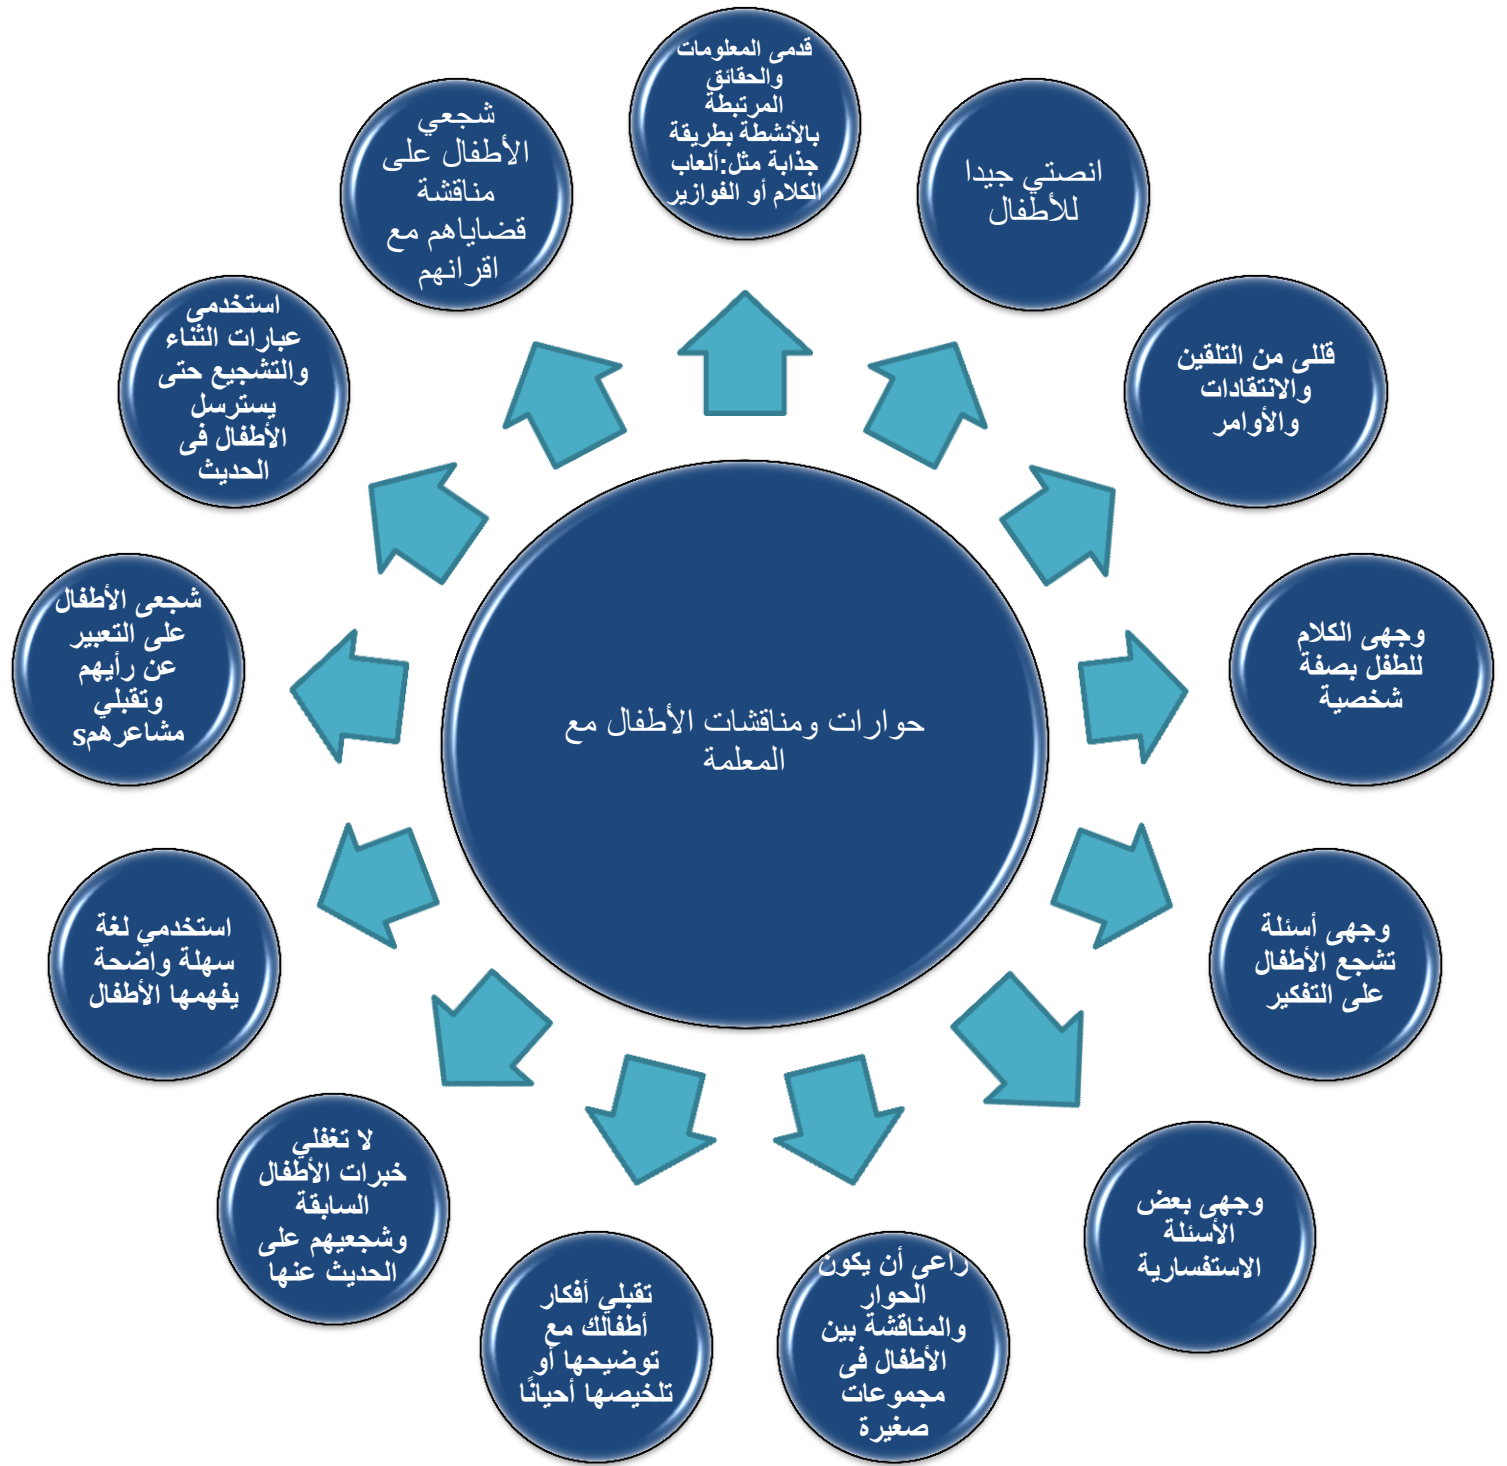 قدمى المعلومات
والحقائق
المرتبطة
بالأنشطة بطريقة
جذابة مثل:ألعاب
الكلام أو الفوازير
انصتي جيدا
للأطفال
قللى من التلقين
والانتقادات
والأوامر
وجهى الكلام
للطفل بصفة
شخصية
وجهى أسئلة
تشجع الأطفال
على التفكير
وجهى بعض
الأسئلة
الاستفسارية
راعى أن يكون
الحوار
والمناقشة بين
الأطفال فى
مجموعات
صغيرة
تقبلي أفكار
أطفالك مع
توضيحها أو
تلخيصها أحيانًا
لا تغفلي
خبرات الأطفال
السابقة
وشجعيهم على
الحديث عنها
استخدمي لغة
سهلة واضحة
يفهمها الأطفال
شجعى الأطفال
على التعبير
عن رأيهم
وتقبلي
مشاعرهمs
استخدمى
عبارات الثناء
والتشجيع حتى
يسترسل
الأطفال فى
الحديث
شجعي
الأطفال على
مناقشة
قضاياهم مع
اقرانهم
حوارات ومناقشات الأطفال مع
المعلمة